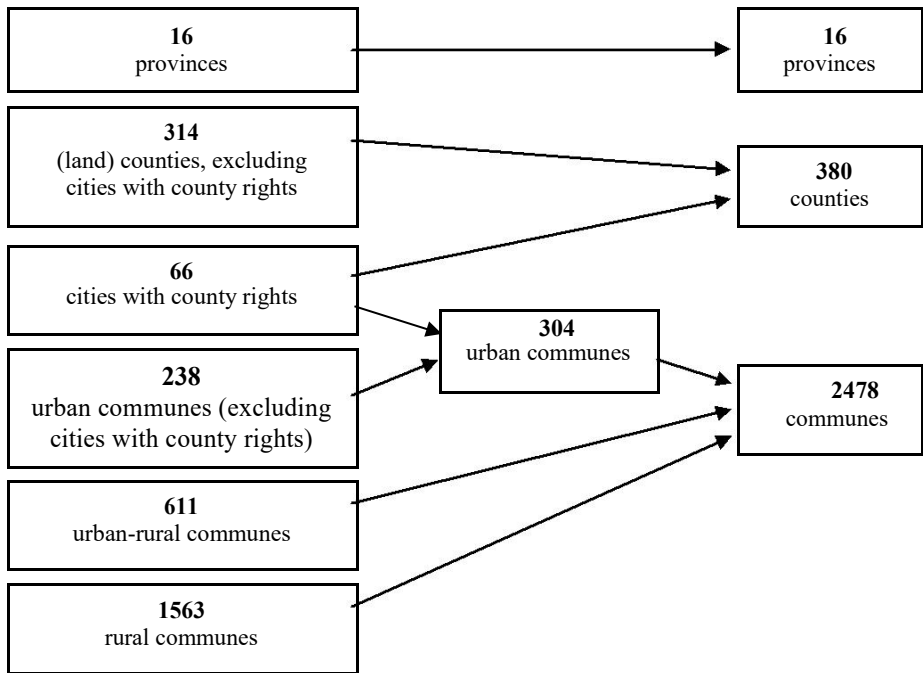 16
provinces
16
provinces
314
(land) counties, excluding
cities with county rights
380
counties
66
cities with county rights
304
urban communes
238
urban communes (excluding
cities with county rights)
2478
communes
611
urban-rural communes
1563
rural communes